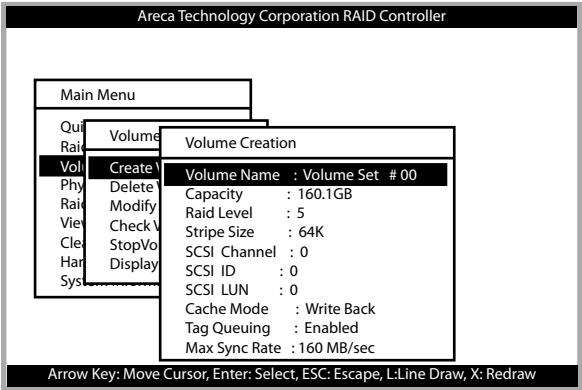 Areca Technology Corporation RAID Controller
Main Menu
Qui
Raid
Volu
Phy
Raid
View
Clea
Har
Syst
Volume
Create V
Delete V
Modify
Check V
StopVo
Display
Volume Creation
Volume Name : Volume Set # 00
Capacity : 160.1GB
Raid Level : 5
Stripe Size : 64K
SCSI Channel : 0
SCSI ID : 0
SCSI LUN : 0
Cache Mode : Write Back
Tag Queuing : Enabled
Max Sync Rate : 160 MB/sec
Arrow Key: Move Cursor, Enter: Select, ESC: Escape, L:Line Draw, X: Redraw